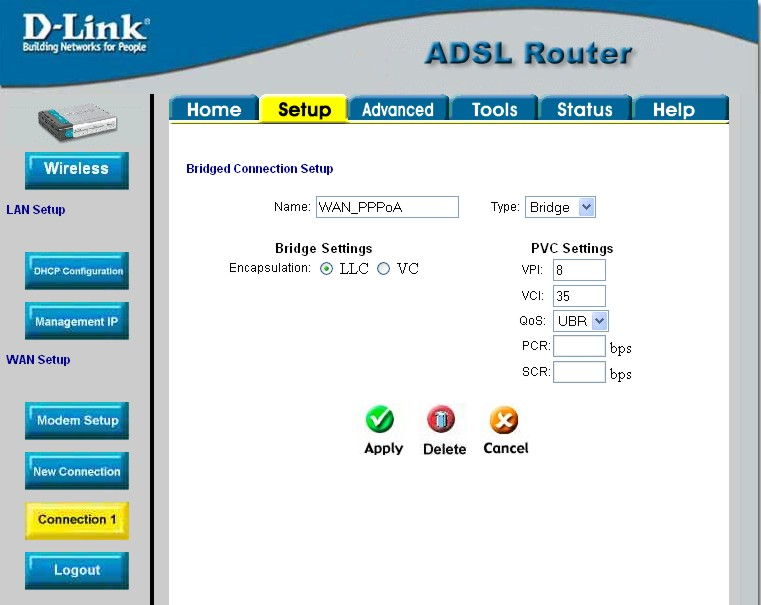 D-Link
Building Networks for People
ADSL Router
Home Setup Advanced Tools Status Help
Wireless
LAN Setup
DHCP Configuration
Management IP
WAN Setup
Modem Setup
New Connection
Connection 1
Logout
Bridged Connection Setup
Name: WAN_PPPoA Type: Bridge
Bridge Settings
Encapsulation: LLC VC
PVC Settings
VPI: 8
VCI: 35
QoS: UBR
PCR: bps
SCR: bps
Apply Delete Cancel